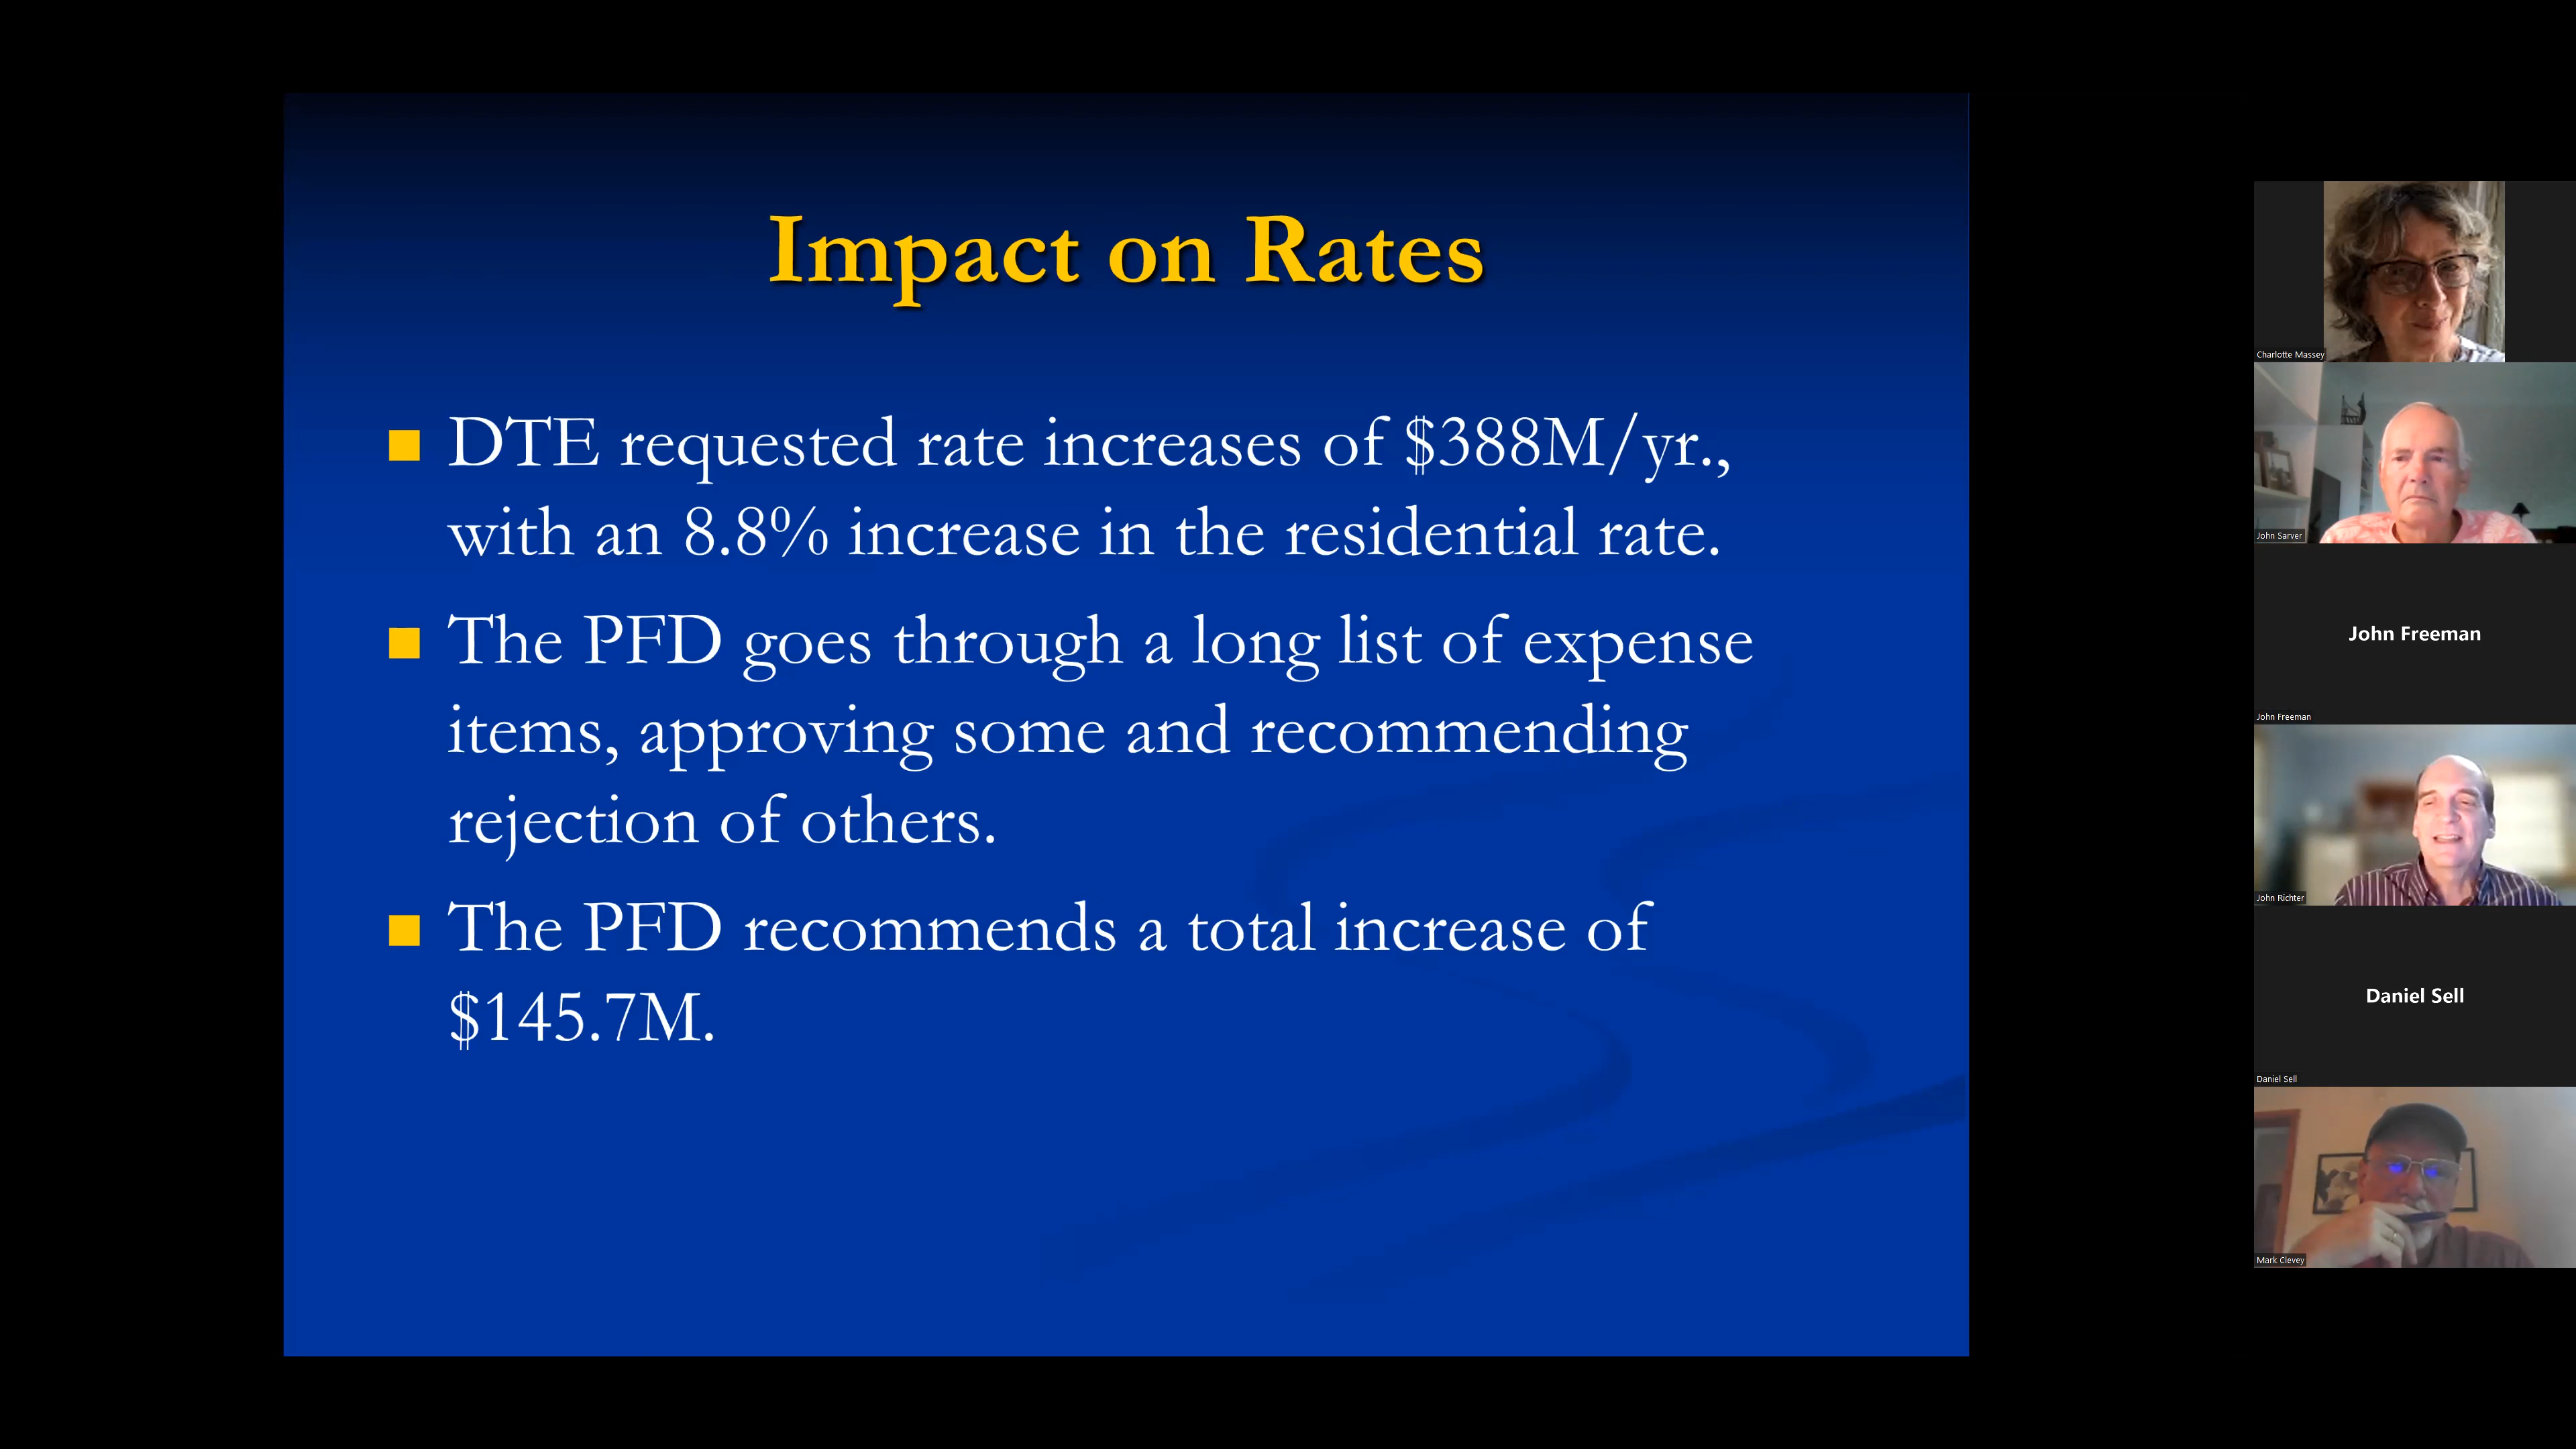 Impact on Rates
DTE requested rate increases of $388M/yr.,
with an 8.8% increase in the residential rate.
The PFD goes through a long list of expense
items, approving some and recommending
rejection of others.
The PFD recommends a total increase of
$145.7M.
Charlotte Massey
John Sarver
John Freeman
John Freeman
John Richter
Daniel Sell
Daniel Sell
Mark Clevey